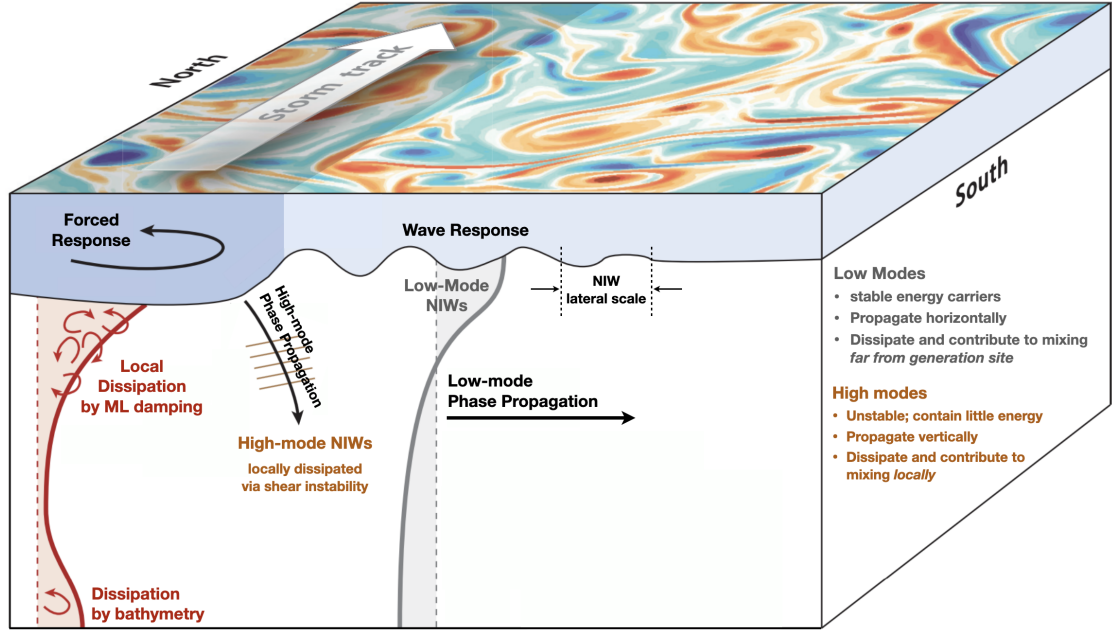 North
Storm track
South
Forced
Response
Wave Response
Low-Mode
NIWs
NIW
lateral scale
High-mode
Phase Propagation
Low-mode
Phase Propagation
Local
Dissipation
by ML damping
High-mode NIWs
locally dissipated
via shear instability
Dissipation
by bathymetry
Low Modes
• stable energy carriers
• Propagate horizontally
• Dissipate and contribute to mixing
far from generation site
High modes
• Unstable; contain little energy
• Propagate vertically
• Dissipate and contribute to
mixing locally